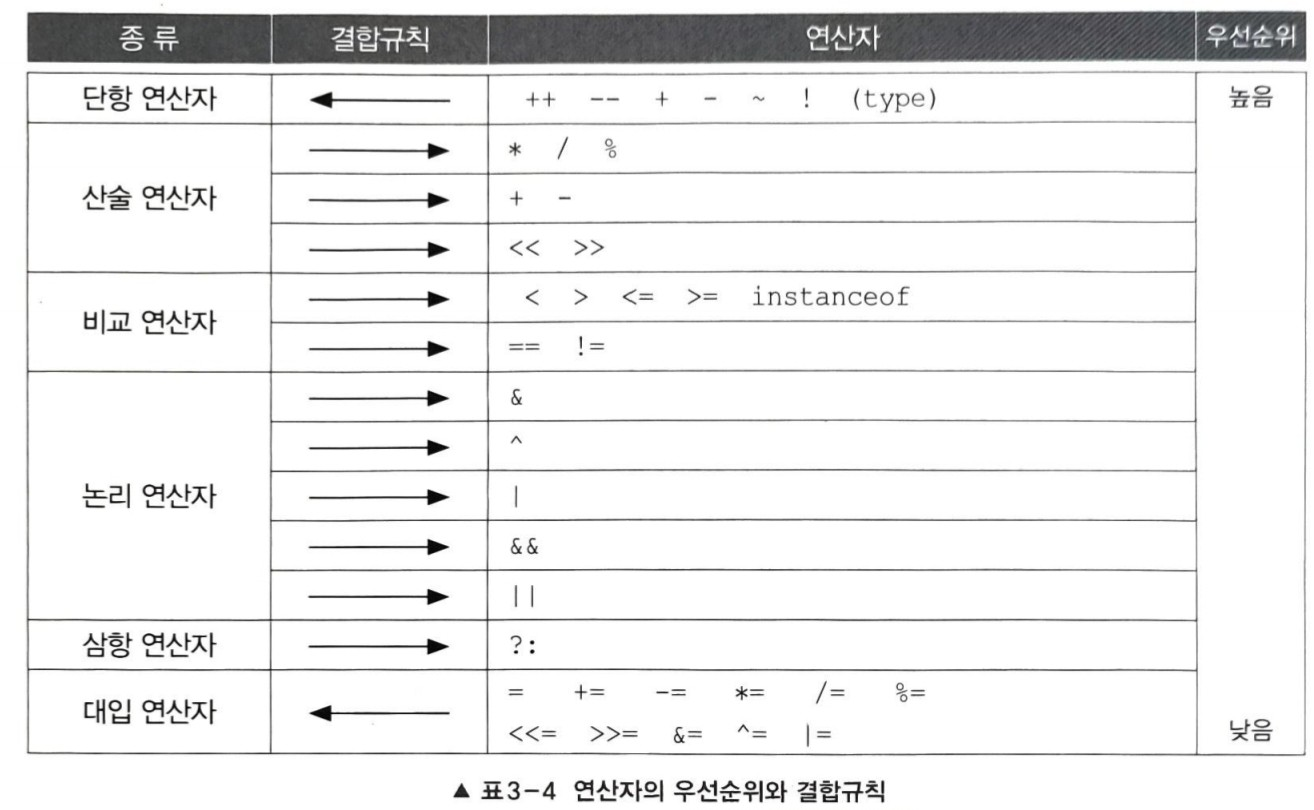 종 류 결합규칙 연산자 우선순위
단항 연산자 ++ -- + - ~ ! (type) 높음
산술 연산자
* / %
+ -
<< >>
비교 연산자
< > <= >= instanceof
== !=
논리 연산자
&
^
|
&&
||
삼항 연산자 ?:
대입 연산자
= += -= *= /= %=
<<= >>= &= ^= |=
낮음
▲ 표3-4 연산자의 우선순위와 결합규칙